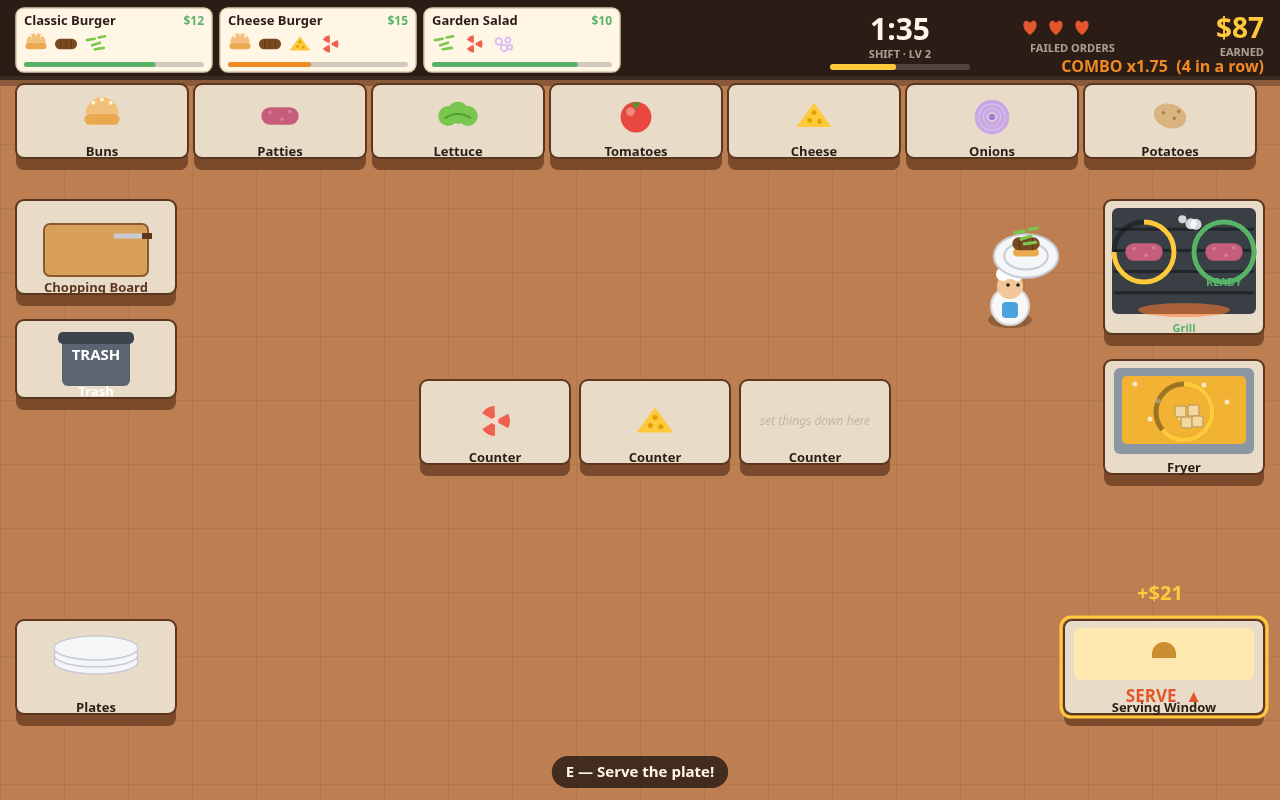 Classic Burger $12
Cheese Burger $15
Garden Salad $10
1:35
SHIFT · LV 2
FAILED ORDERS
$87
EARNED
COMBO x1.75 (4 in a row)
Buns
Patties
Lettuce
Tomatoes
Cheese
Onions
Potatoes
Chopping Board
READY
Grill
TRASH
Trash
set things down here
Counter
Counter
Counter
Fryer
+$21
Plates
SERVE ▲
Serving Window
E — Serve the plate!